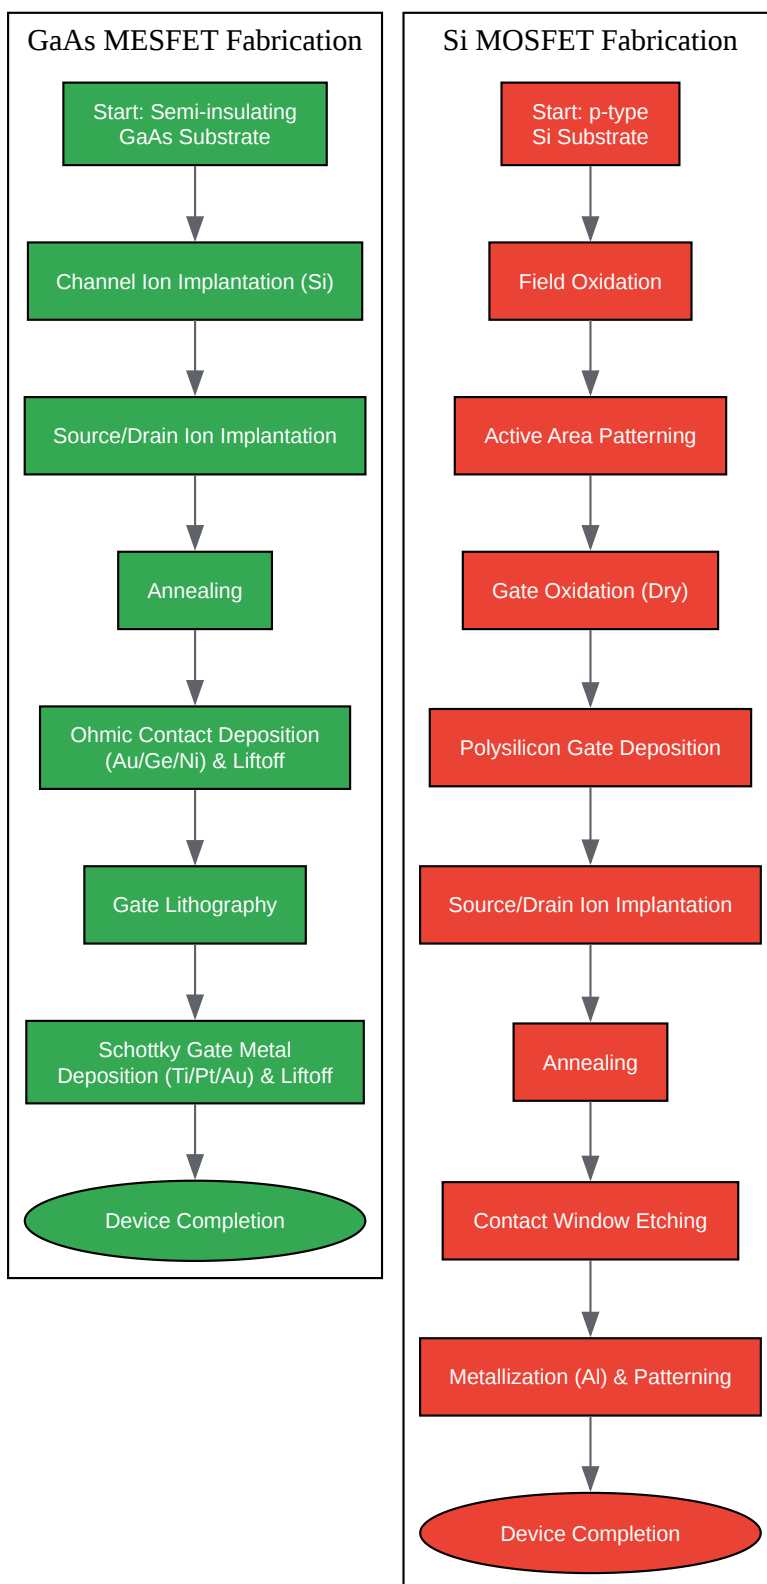 GaAs MESFET Fabrication
Start: Semi-insulating
GaAs Substrate
Channel Ion Implantation (Si)
Source/Drain Ion Implantation
Annealing
Ohmic Contact Deposition
(Au/Ge/Ni) & Liftoff
Gate Lithography
Schottky Gate Metal
Deposition (Ti/Pt/Au) & Liftoff
Device Completion
Si MOSFET Fabrication
Start: p-type
Si Substrate
Field Oxidation
Active Area Patterning
Gate Oxidation (Dry)
Polysilicon Gate Deposition
Source/Drain Ion Implantation
Annealing
Contact Window Etching
Metallization (Al) & Patterning
Device Completion